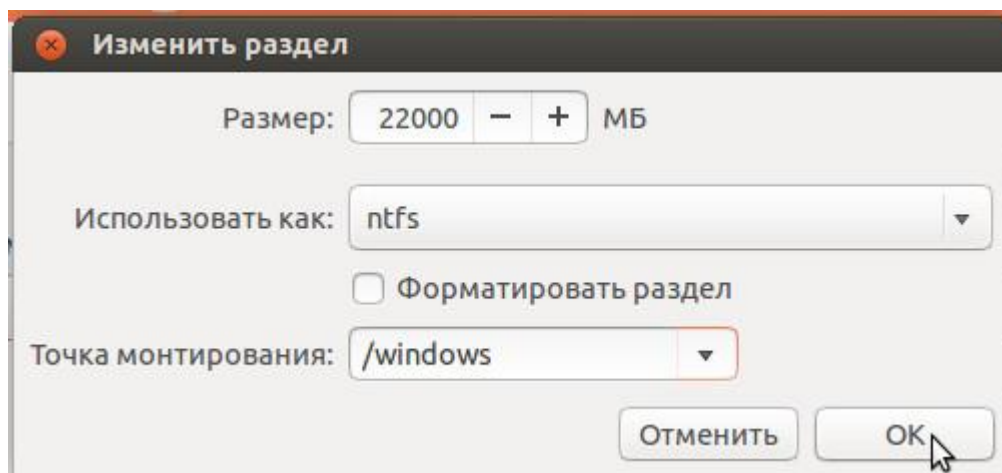 Изменить раздел
Размер: 22000 − + МБ
Использовать как: ntfs
Форматировать раздел
Точка монтирования: /windows
Отменить OK